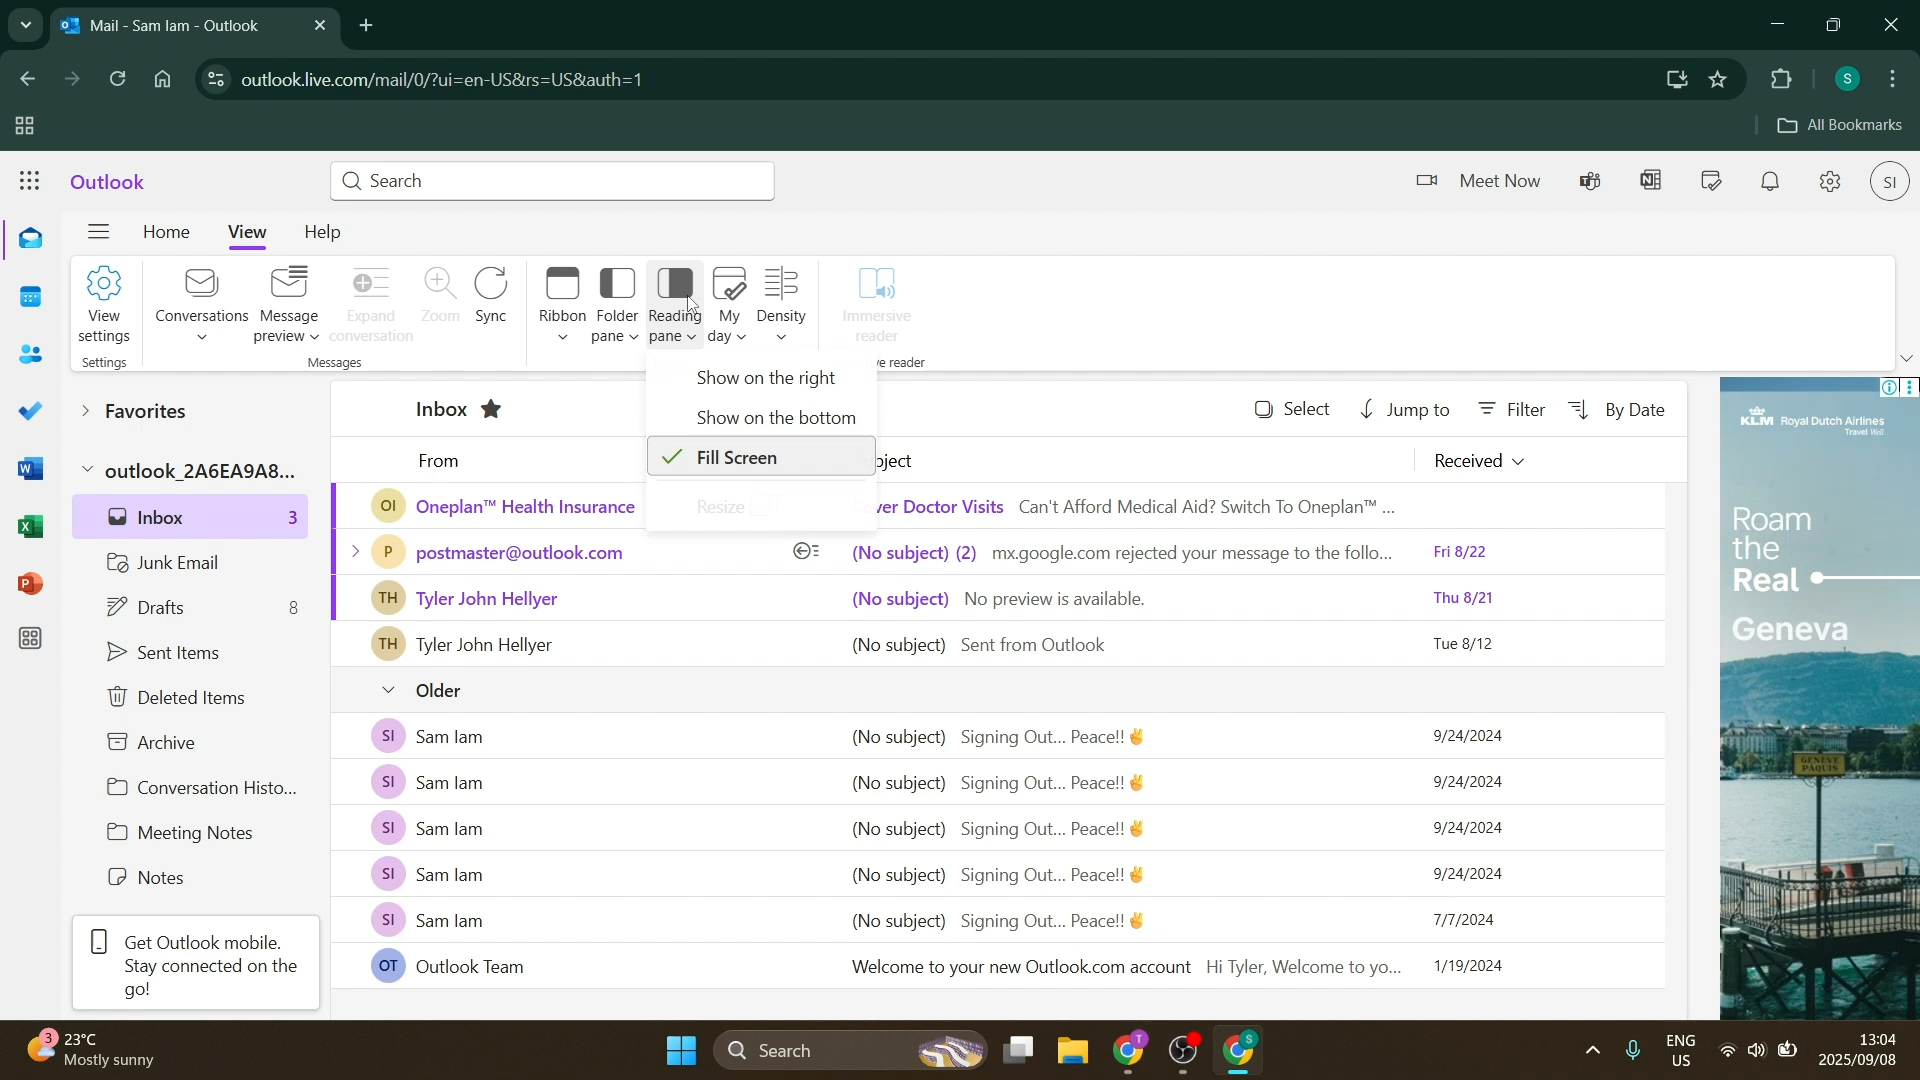 Mail - Sam Iam - Outlook
outlook.live.com/mail/0/?ui=en-US&rs=US&auth=1
S
All Bookmarks
Outlook
Search
Meet Now
SI
Home View Help
View settings
Conversations
Message preview
Expand conversation
Zoom
Sync
Ribbon
Folder pane
Reading pane
My day
Density
Immersive reader
Settings
Messages
ve reader
Show on the right
Show on the bottom
Fill Screen
Resize
Favorites
outlook_2A6EA9A8...
Inbox 3
Junk Email
Drafts 8
Sent Items
Deleted Items
Archive
Conversation Histo...
Meeting Notes
Notes
Get Outlook mobile.
Stay connected on the
go!
Inbox
Select Jump to Filter By Date
From bject Received
OI Oneplan™ Health Insurance ver Doctor Visits Can't Afford Medical Aid? Switch To Oneplan™ ...
P postmaster@outlook.com (No subject) (2) mx.google.com rejected your message to the follo... Fri 8/22
TH Tyler John Hellyer (No subject) No preview is available. Thu 8/21
TH Tyler John Hellyer (No subject) Sent from Outlook Tue 8/12
Older
SI Sam Iam (No subject) Signing Out... Peace!!✌ 9/24/2024
SI Sam Iam (No subject) Signing Out... Peace!!✌ 9/24/2024
SI Sam Iam (No subject) Signing Out... Peace!!✌ 9/24/2024
SI Sam Iam (No subject) Signing Out... Peace!!✌ 9/24/2024
SI Sam Iam (No subject) Signing Out... Peace!!✌ 7/7/2024
OT Outlook Team Welcome to your new Outlook.com account Hi Tyler, Welcome to yo... 1/19/2024
KLM Royal Dutch Airlines
Travel Well
Roam
the
Real
Geneva
GENÈVE
PÂQUIS
3 23°C
Mostly sunny
Search
T
S
ENG
US
13:04
2025/09/08